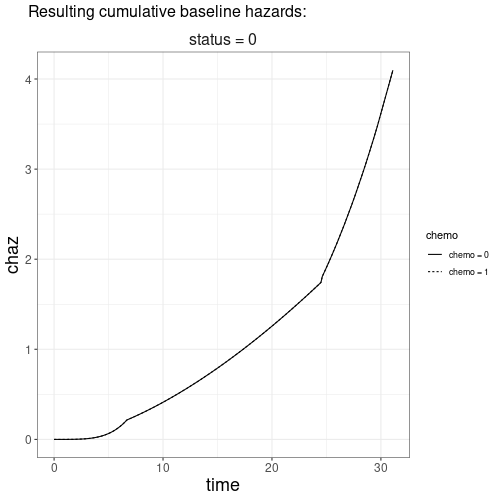 Resulting cumulative baseline hazards:
status = 0
4
3
2
1
0
chaz
0 10 20 30
time
chemo
chemo = 0
chemo = 1